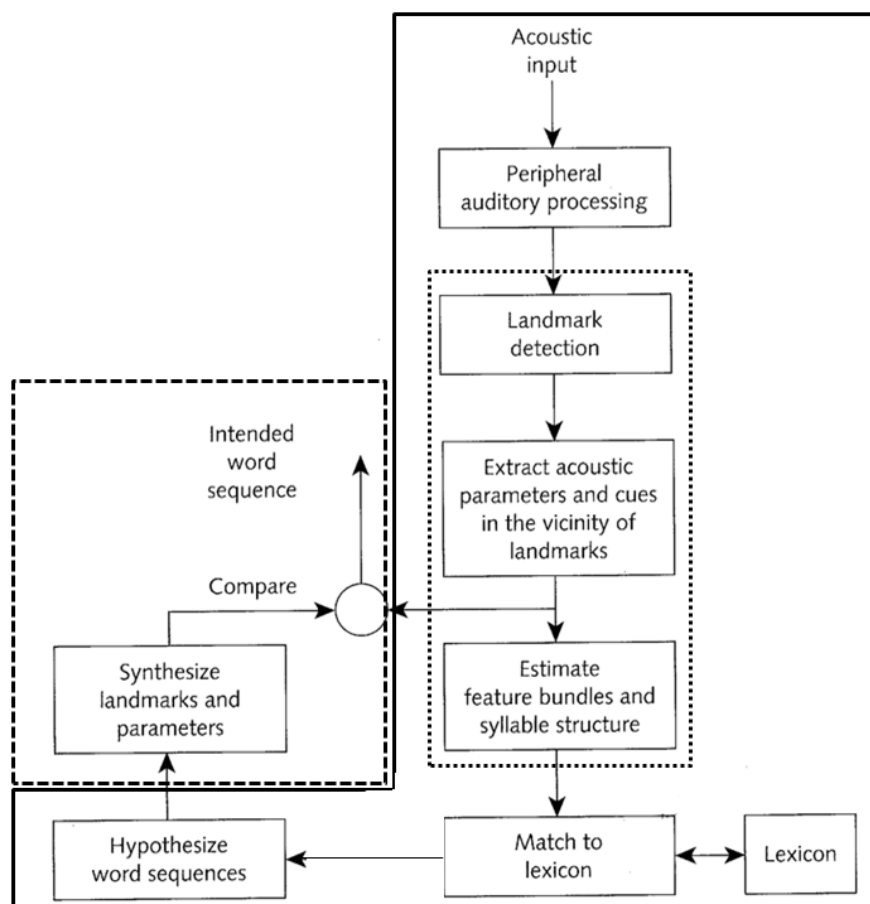 Acoustic
input
Peripheral
auditory processing
Landmark
detection
Extract acoustic
parameters and cues
in the vicinity of
landmarks
Estimate
feature bundles and
syllable structure
Match to
lexicon
Lexicon
Hypothesize
word sequences
Synthesize
landmarks and
parameters
Compare
Intended
word
sequence